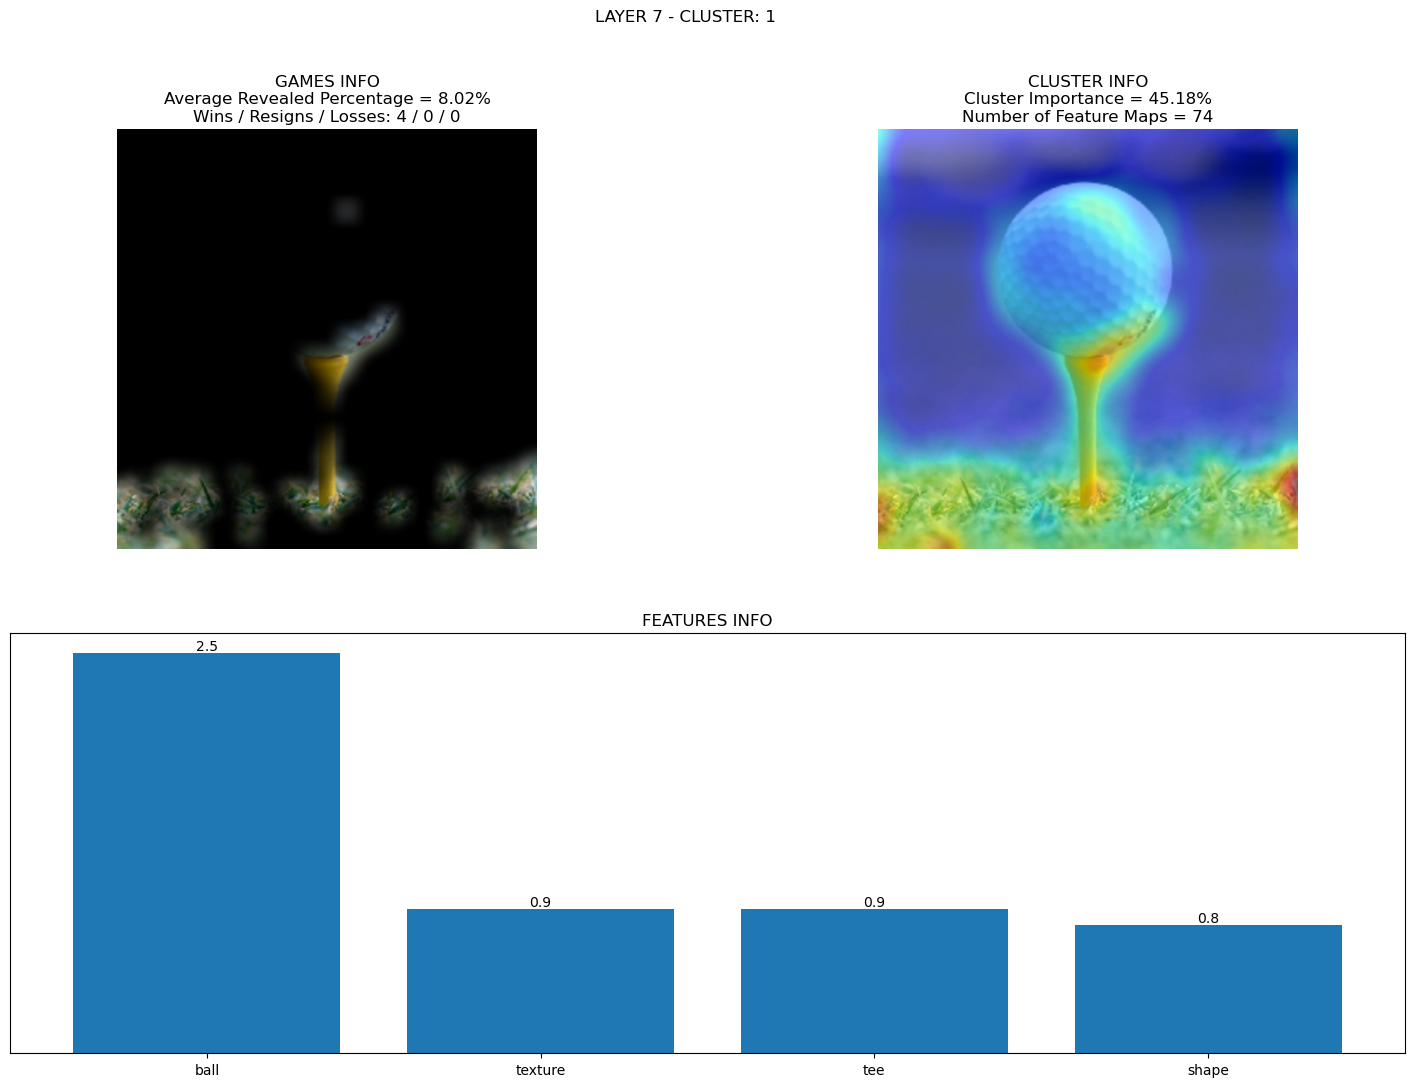 LAYER 7 - CLUSTER: 1
GAMES INFO
Average Revealed Percentage = 8.02%
Wins / Resigns / Losses: 4 / 0 / 0
CLUSTER INFO
Cluster Importance = 45.18%
Number of Feature Maps = 74
FEATURES INFO
2.5
0.9
0.9
0.8
ball
texture
tee
shape